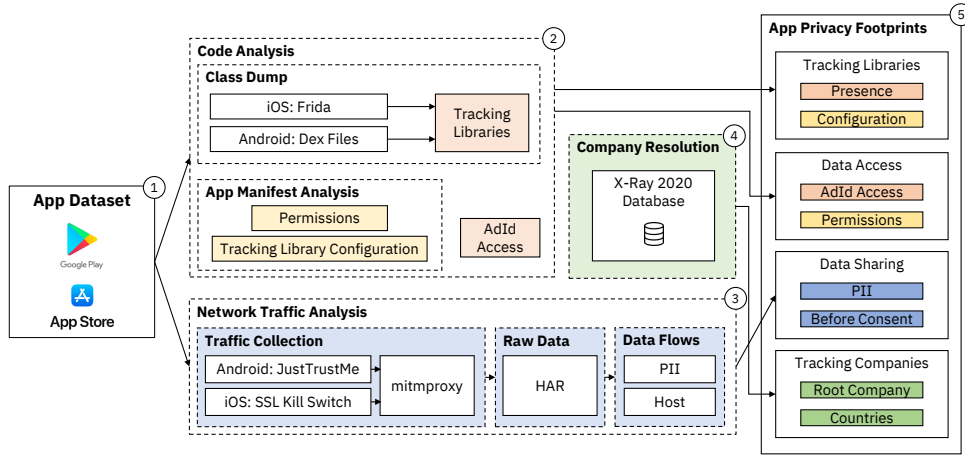 1
App Dataset
Google Play
App Store
2
Code Analysis
Class Dump
iOS: Frida
Android: Dex Files
Tracking
Libraries
App Manifest Analysis
Permissions
Tracking Library Configuration
AdId
Access
3
Network Traffic Analysis
Traffic Collection
Android: JustTrustMe
iOS: SSL Kill Switch
mitmproxy
Raw Data
HAR
Data Flows
PII
Host
4
Company Resolution
X-Ray 2020
Database
5
App Privacy Footprints
Tracking Libraries
Presence
Configuration
Data Access
AdId Access
Permissions
Data Sharing
PII
Before Consent
Tracking Companies
Root Company
Countries